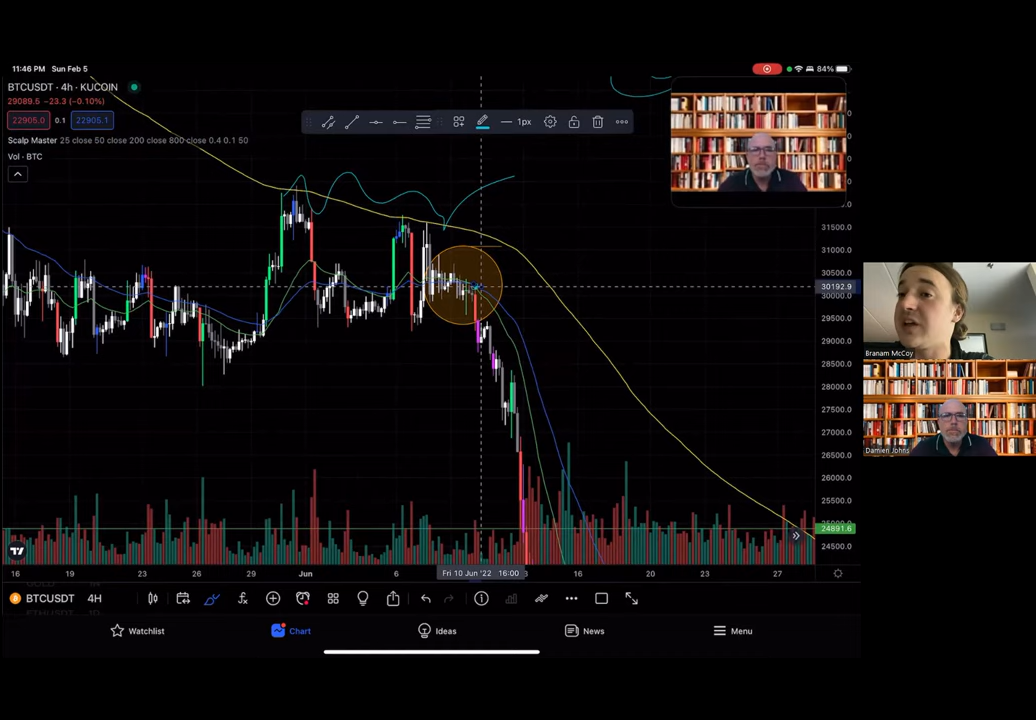 11:46 PM Sun Feb 5
84%
BTCUSDT · 4h · KUCOIN
29089.5 −23.3 (−0.10%)
22905.0 0.1 22905.1
1px
Scalp Master 25 close 50 close 200 close 800 close 0.4 0.1 50
Vol · BTC
31500.0
31000.0
30500.0
30192.9
30000.0
29500.0
29000.0
28500.0
28000.0
27500.0
27000.0
26500.0
26000.0
25500.0
24891.6
24500.0
Branam McCoy
Damien Johns
16 19 23 26 29 Jun 6 Fri 10 Jun '22 16:00 16 20 23 27
BTCUSDT 4H
Watchlist Chart Ideas News Menu